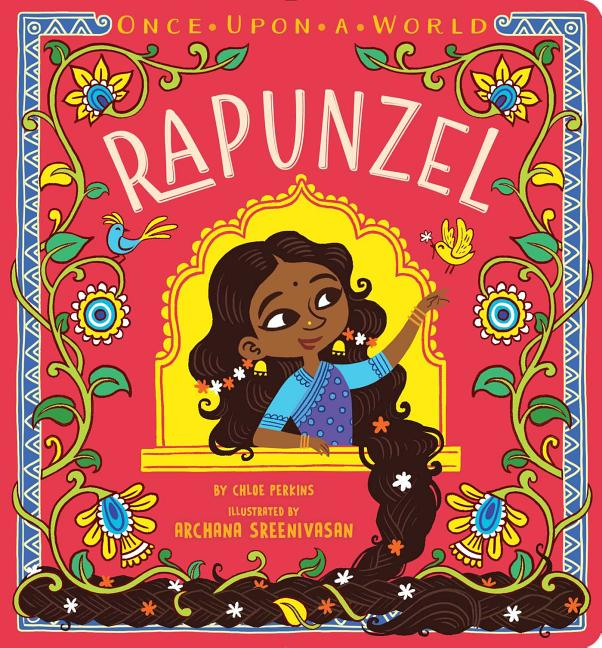 ONCE•UPON•A•WORLD
RAPUNZEL
BY CHLOE PERKINS
ILLUSTRATED BY
ARCHANA SREENIVASAN